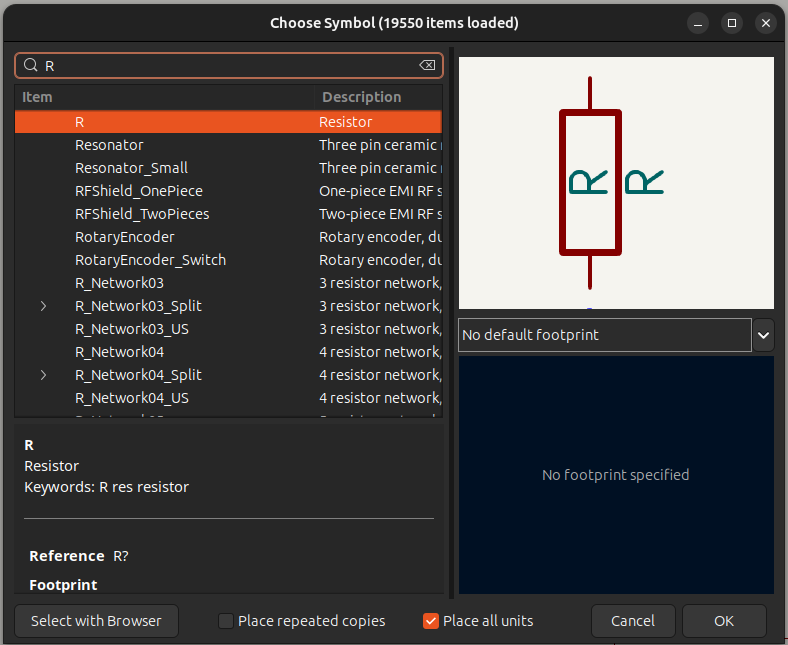 Choose Symbol (19550 items loaded)
R
Item Description
R Resistor
Resonator Three pin ceramic
Resonator_Small Three pin ceramic
RFShield_OnePiece One-piece EMI RF s
RFShield_TwoPieces Two-piece EMI RF s
RotaryEncoder Rotary encoder, du
RotaryEncoder_Switch Rotary encoder, du
R_Network03 3 resistor network,
R_Network03_Split 3 resistor network,
R_Network03_US 3 resistor network,
R_Network04 4 resistor network,
R_Network04_Split 4 resistor network,
R_Network04_US 4 resistor network,
R
Resistor
Keywords: R res resistor
Reference R?
Footprint
R R
No default footprint
No footprint specified
Select with Browser
Place repeated copies
Place all units
Cancel
OK